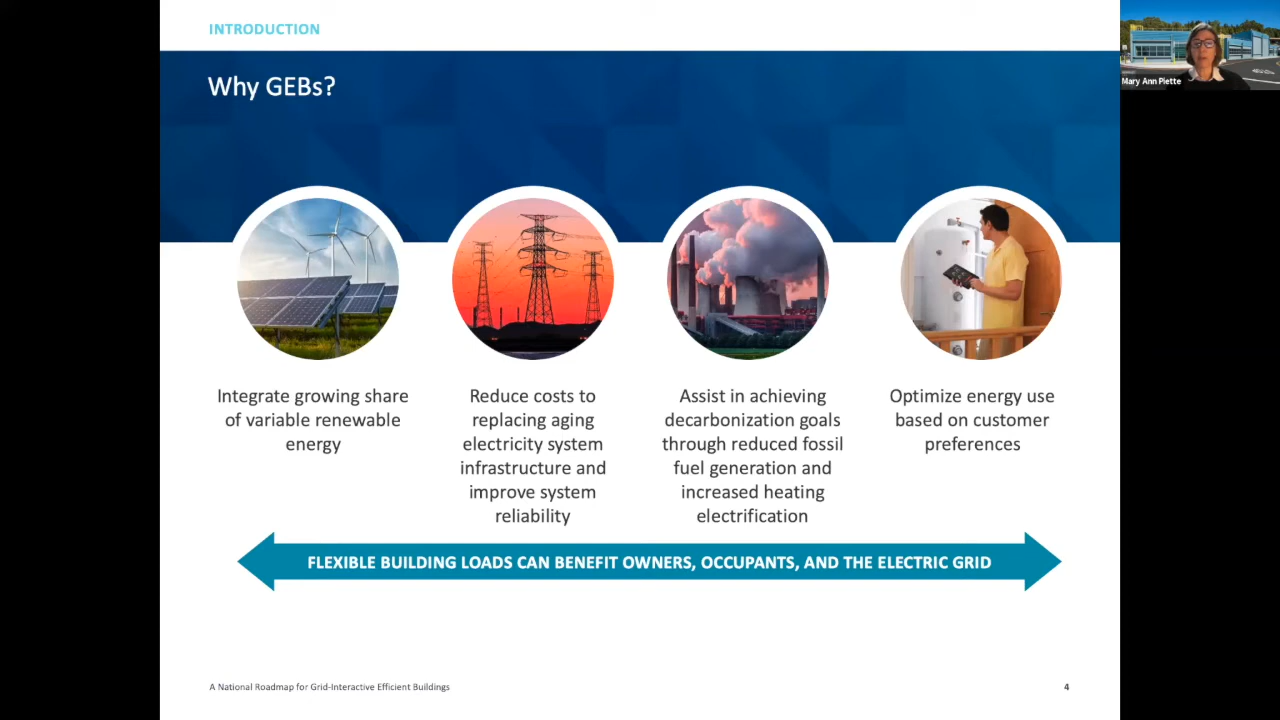 INTRODUCTION
Why GEBs?
Mary Ann Piette
Integrate growing share
of variable renewable
energy
Reduce costs to
replacing aging
electricity system
infrastructure and
improve system
reliability
Assist in achieving
decarbonization goals
through reduced fossil
fuel generation and
increased heating
electrification
Optimize energy use
based on customer
preferences
FLEXIBLE BUILDING LOADS CAN BENEFIT OWNERS, OCCUPANTS, AND THE ELECTRIC GRID
A National Roadmap for Grid-Interactive Efficient Buildings
4